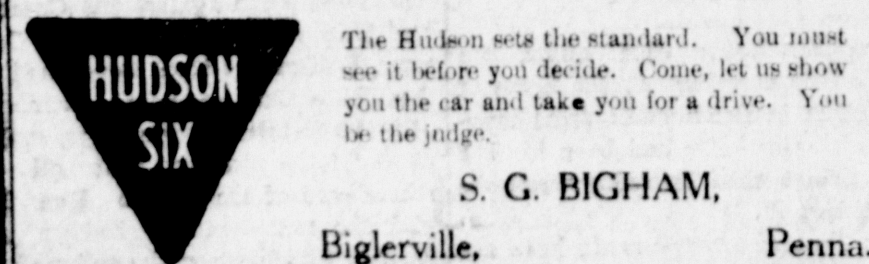 HUDSON
SIX
The Hudson sets the standard. You must
see it before you decide. Come, let us show
you the car and take you for a drive. You
be the judge.
S. G. BIGHAM,
Biglerville, Penna.